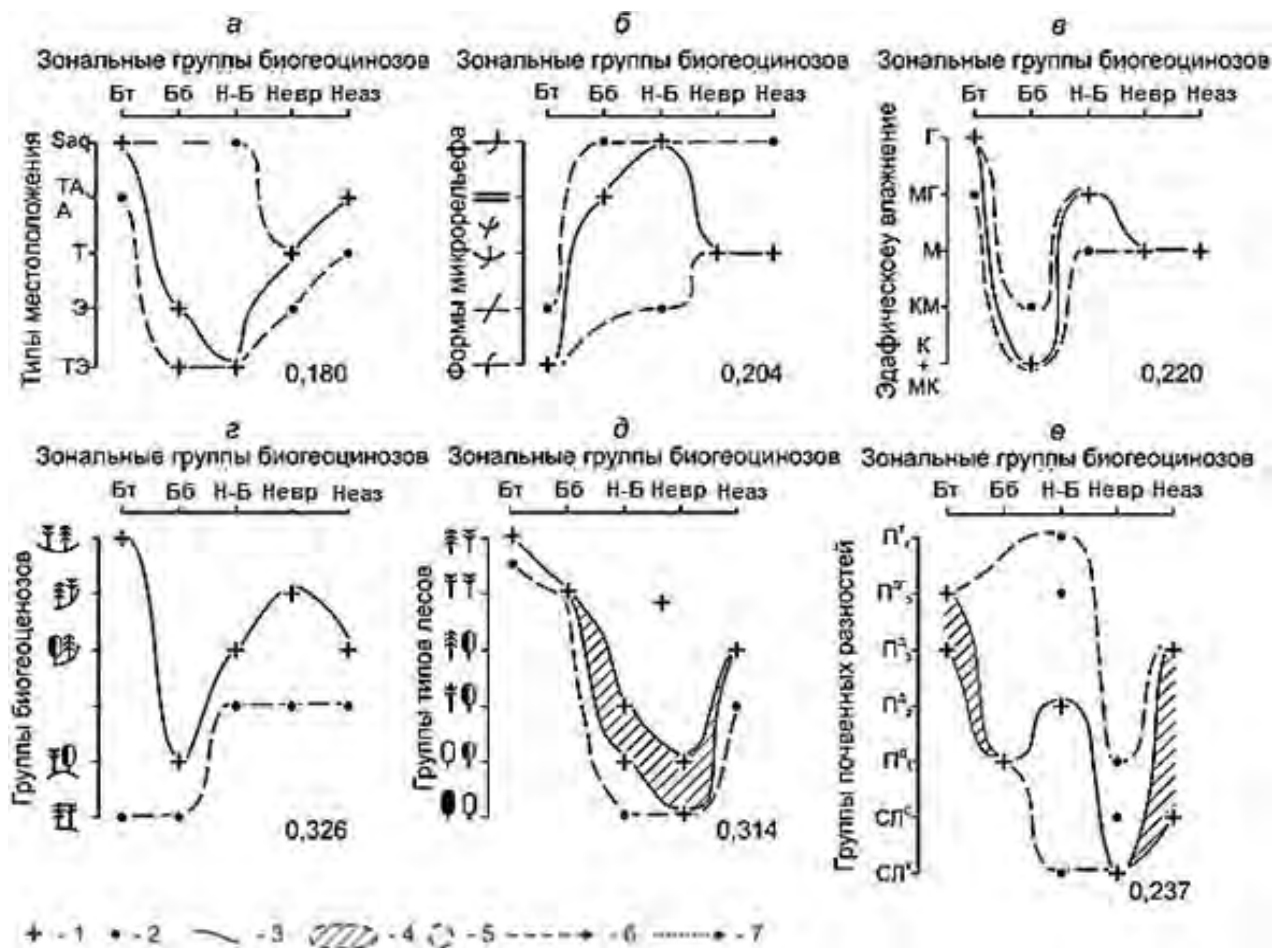 а б в
Зональные группы биогеоцинозов Зональные группы биогеоцинозов Зональные группы биогеоцинозов
Бт Бб Н-Б Невр Неаз Бт Бб Н-Б Невр Неаз Бт Бб Н-Б Невр Неаз
Типы местоположения
ТА
А
Т
Э
ТЭ
0,180
Формы микрорельефа
0,204
Эдафическоеу влажнение
Г
МГ
М
КМ
К
+
МК
0,220
г д е
Зональные группы биогеоцинозов Зональные группы биогеоцинозов Зональные группы биогеоцинозов
Бт Бб Н-Б Невр Неаз Бт Бб Н-Б Невр Неаз Бт Бб Н-Б Невр Неаз
Группы биогеоценозов
0,326
Группы типов лесов
0,314
Группы почвенных разностей
0,237
+ - 1 • - 2 - 3 - 4 - 5 - 6 - 7